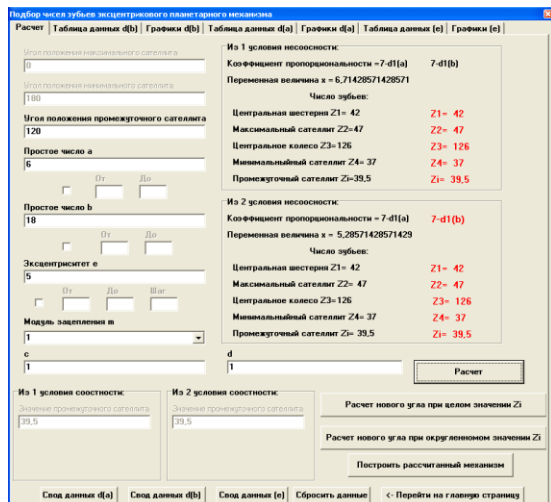 Подбор чисел зубьев эксцентрикового планетарного механизма
Расчет Таблица данных d(b) Графики d(b) Таблица данных d(a) Графики d(a) Таблица данных (e) Графики (e)
Угол положения максимального сателлита
0
Угол положения минимального сателлита
180
Угол положения промежуточного сателлита
120
Простое число a
6
От До
Простое число b
18
От До
Эксцентриситет e
5
От До Шаг
Модуль зацепления m
1
c
1
d
1
Из 1 условия несоосности:
Коэффициент пропорциональности =7-d1(a) 7-d1(b)
Переменная величина x = 6,71428571428571
Число зубьев:
Центральная шестерня Z1= 42 Z1= 42
Максимальный сателлит Z2=47 Z2= 47
Центральное колесо Z3=126 Z3= 126
Минимальныйный сателлит Z4= 37 Z4= 37
Промежуточный сателлит Zi=39,5 Zi= 39,5
Из 2 условия несоосности:
Коэффициент пропорциональности = 7-d1(a) 7-d1(b)
Переменная величина x = 5,28571428571429
Число зубьев:
Центральная шестерня Z1= 42 Z1= 42
Максимальный сателлит Z2= 47 Z2= 47
Центральное колесо Z3=126 Z3= 126
Минимальныйный сателлит Z4= 37 Z4= 37
Промежуточный сателлит Zi= 39,5 Zi= 39,5
Расчет
Из 1 условия соостности:
Значение промежуточного сателлита
39,5
Из 2 условия соостности:
Значение промежуточного сателлита
39,5
Расчет нового угла при целом значении Zi
Расчет нового угла при округленном значении Zi
Построить рассчитанный механизм
Свод данных d(a) Свод данных d(b) Свод данных (e) Сбросить данные <- Перейти на главную страницу